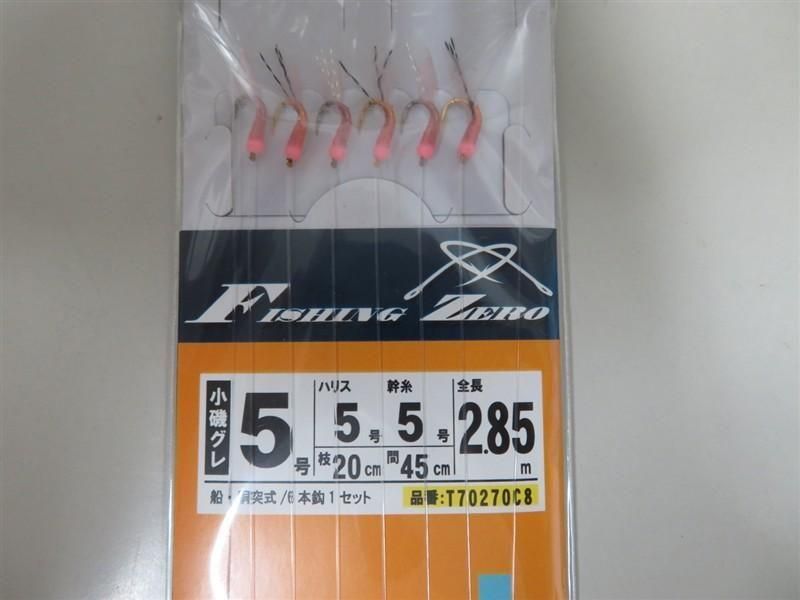 FISHING ZERO
小磯グレ
5号
ハリス 5号
幹糸 5号
全長 2.85m
枝20cm
間45cm
船・胴突式/6本鈎1セット
品番:T70270C8